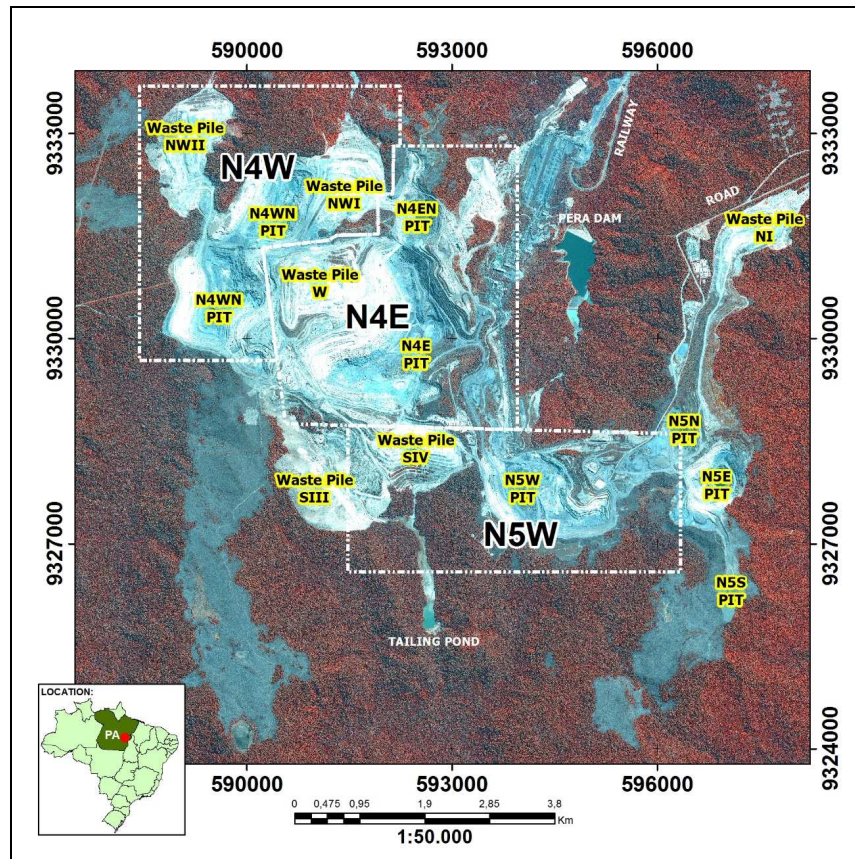 590000
593000
596000
9333000
9330000
9327000
9324000
Waste Pile
NWII
N4W
Waste Pile
NWI
N4WN
PIT
N4EN
PIT
RAILWAY
ROAD
PERA DAM
Waste Pile
NI
Waste Pile
W
N4WN
PIT
N4E
N4E
PIT
N5N
PIT
Waste Pile
SIV
Waste Pile
SIII
N5W
PIT
N5E
PIT
N5W
N5S
PIT
TAILING POND
9333000
9330000
9327000
9324000
LOCATION:
PA
590000
593000
596000
0 0,475 0,95 1,9 2,85 3,8
Km
1:50.000